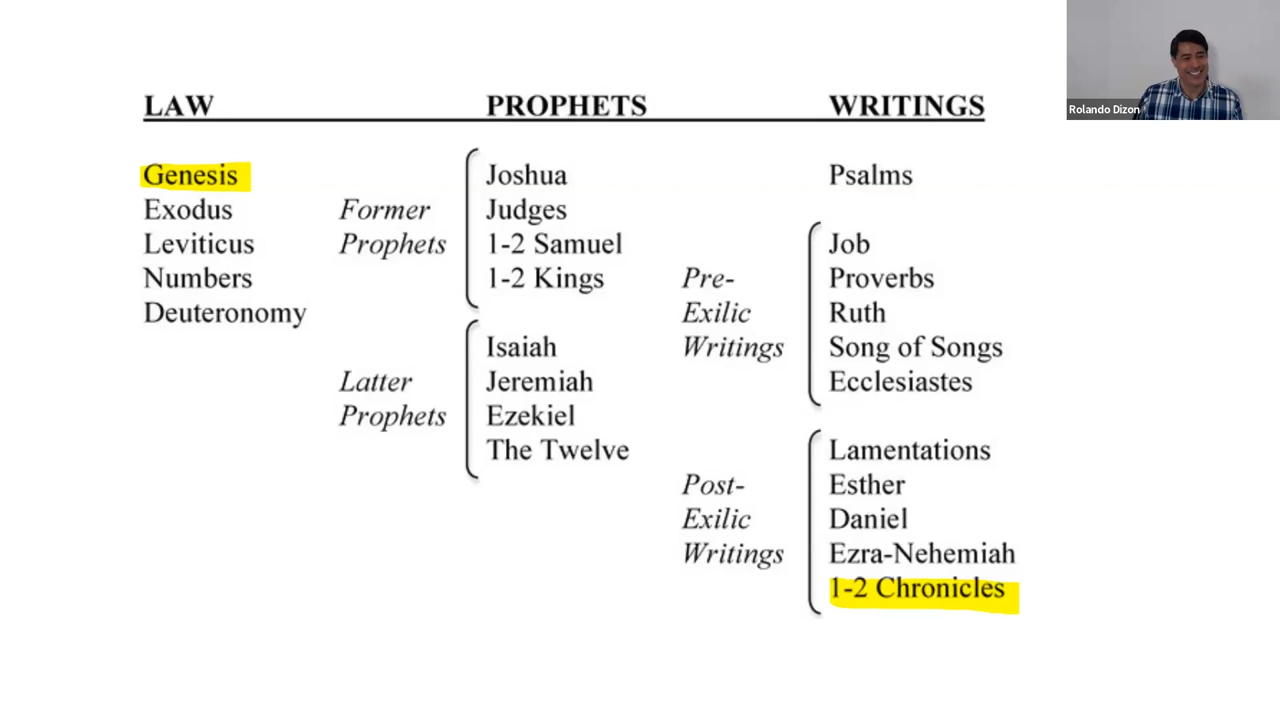 LAW
PROPHETS
WRITINGS
Genesis
Exodus
Leviticus
Numbers
Deuteronomy
Former
Prophets
Joshua
Judges
1-2 Samuel
1-2 Kings
Latter
Prophets
Isaiah
Jeremiah
Ezekiel
The Twelve
Psalms
Pre-
Exilic
Writings
Job
Proverbs
Ruth
Song of Songs
Ecclesiastes
Post-
Exilic
Writings
Lamentations
Esther
Daniel
Ezra-Nehemiah
1-2 Chronicles
Rolando Dizon